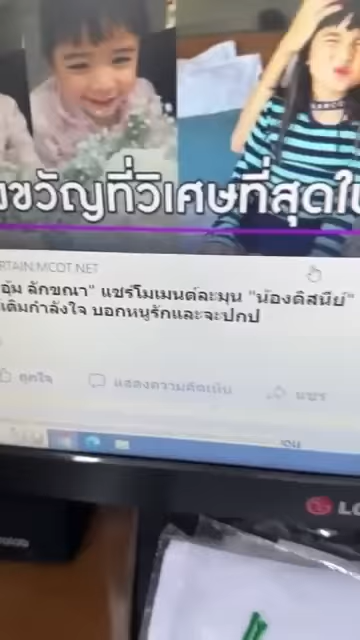 ขวัญที่วิเศษที่สุดใน
RTAIN.MCOT.NET
อุ้ม ลักขณา" แชร์โมเมนต์ละมุน "น้องดิสนีย์"
เติมกำลังใจ บอกหนูรักและจะปกป
ถูกใจ
แสดงความคิดเห็น
แชร์
LG